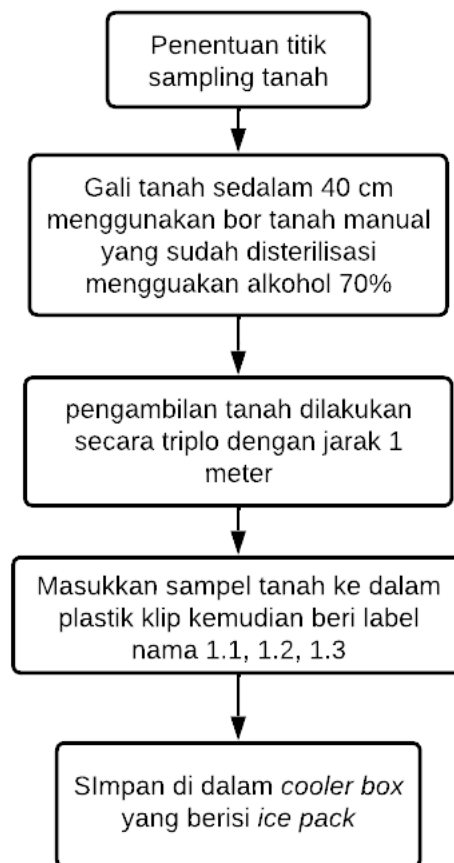 Penentuan titik
sampling tanah
Gali tanah sedalam 40 cm
menggunakan bor tanah manual
yang sudah disterilisasi
mengguakan alkohol 70%
pengambilan tanah dilakukan
secara triplo dengan jarak 1
meter
Masukkan sampel tanah ke dalam
plastik klip kemudian beri label
nama 1.1, 1.2, 1.3
SImpan di dalam cooler box
yang berisi ice pack